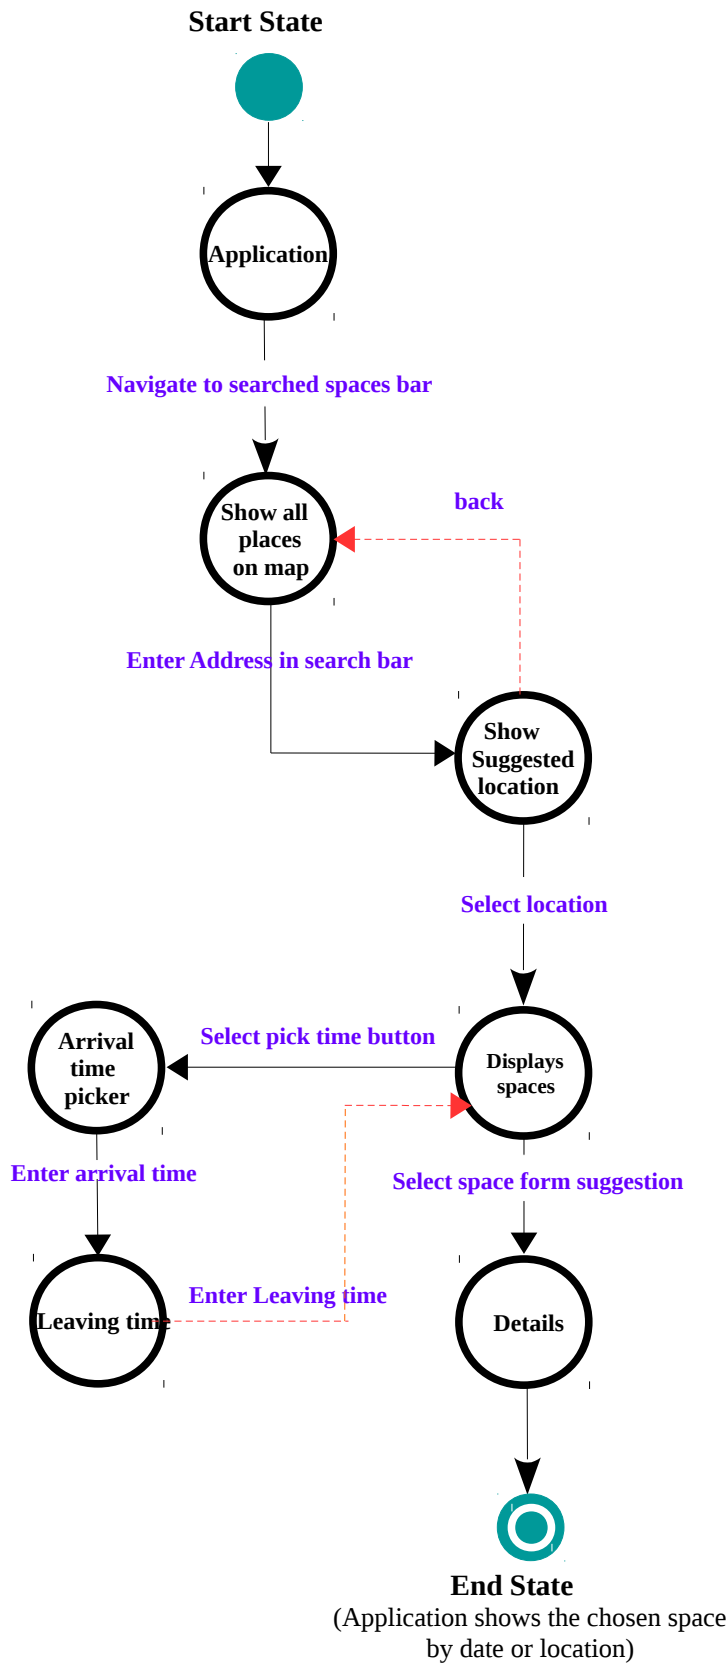 Start State
Application
Navigate to searched spaces bar
Show all
places
on map
back
Enter Address in search bar
Show
Suggested
location
Select location
Displays
spaces
Select pick time button
Arrival
time
picker
Enter arrival time
Select space form suggestion
Leaving time
Enter Leaving time
Details
End State
(Application shows the chosen space
by date or location)